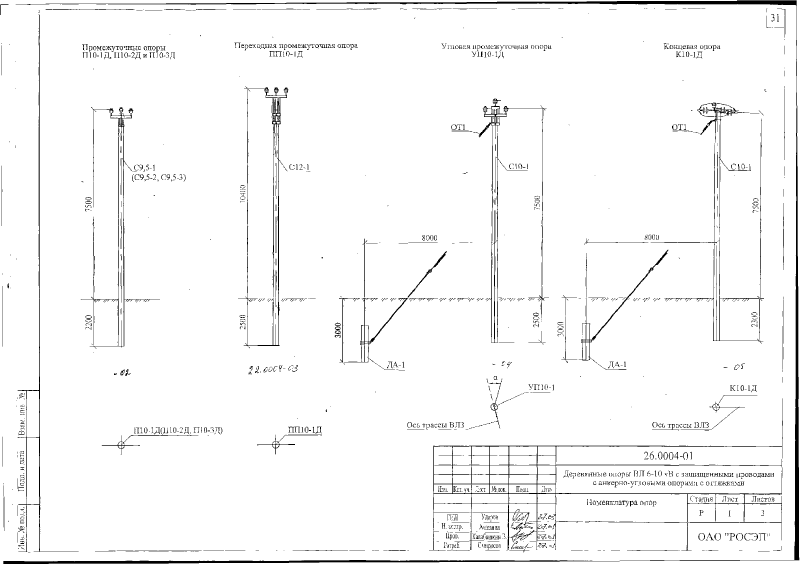 31
Промежуточные опоры
П10-1Д, П10-2Д и П10-3Д
Переходная промежуточная опора
ПП10-1Д
Угловая промежуточная опора
УП10-1Д
Концевая опора
К10-1Д
ОТ1
ОТ1
С9,5-1
(С9,5-2, С9,5-3)
С12-1
С10-1
С10-1
7500
10400
7500
7300
8000
8000
2200
2500
3000
2500
3000
2300
ДА-1
ДА-1
-02
22.0004-03
-04
-05
α
УП10-1
К10-1Д
Ось трассы ВЛЗ
Ось трассы ВЛЗ
П10-1Д(П10-2Д, П10-3Д)
ПП10-1Д
Взам. инв. №
Подп. и дата
Инв. № подл.
26.0004-01
Деревянные опоры ВЛ 6-10 кВ с защищенными проводами
с анкерно-угловыми опорами с оттяжкой
Изм. Кол. уч Лист № док. Подп. Дата
Номенклатура опор
Стадия Лист Листов
Р 1 3
ГИП Ударов
Н. контр.
Пров.
Разраб. Смирнова
ОАО "РОСЭП"